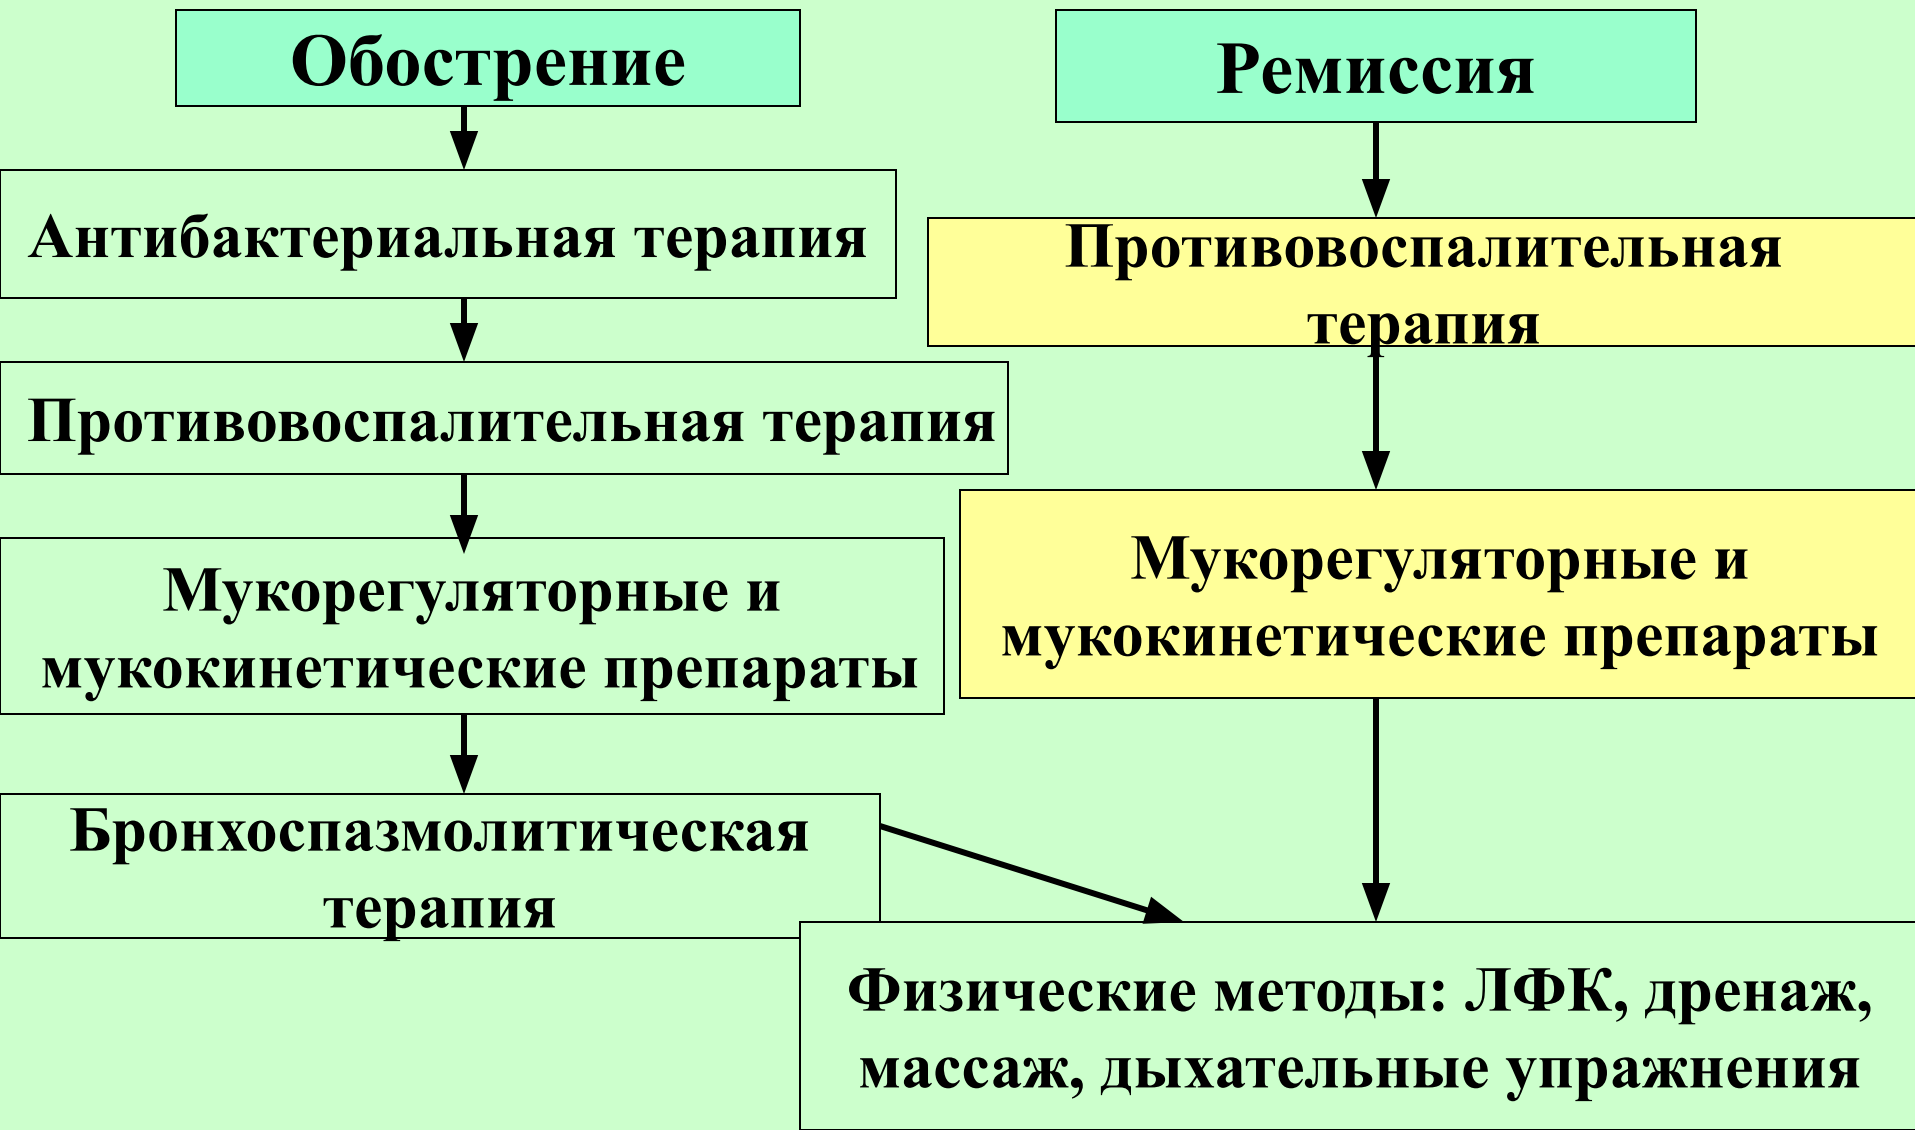 Обострение
Антибактериальная терапия
Противовоспалительная терапия
Мукорегуляторные и
мукокинетические препараты
Бронхоспазмолитическая
терапия
Ремиссия
Противовоспалительная
терапия
Мукорегуляторные и
мукокинетические препараты
Физические методы: ЛФК, дренаж,
массаж, дыхательные упражнения